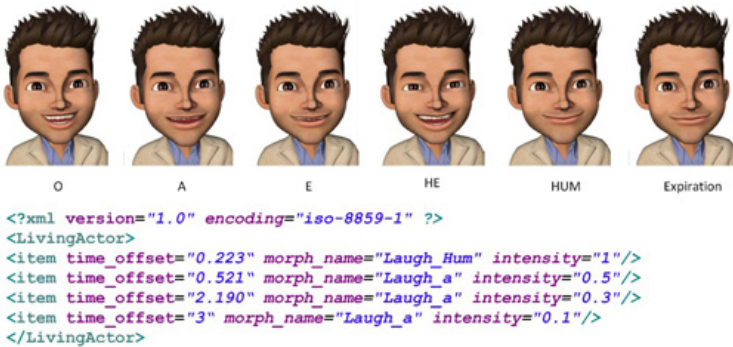 O A E HE HUM Expiration
<?xml version="1.0" encoding="iso-8859-1" ?>
<LivingActor>
<item time_offset="0.223“ morph_name="Laugh_Hum" intensity="1"/>
<item time_offset="0.521“ morph_name="Laugh_a" intensity="0.5"/>
<item time_offset="2.190“ morph_name="Laugh_a" intensity="0.3"/>
<item time_offset="3“ morph_name="Laugh_a" intensity="0.1"/>
</LivingActor>